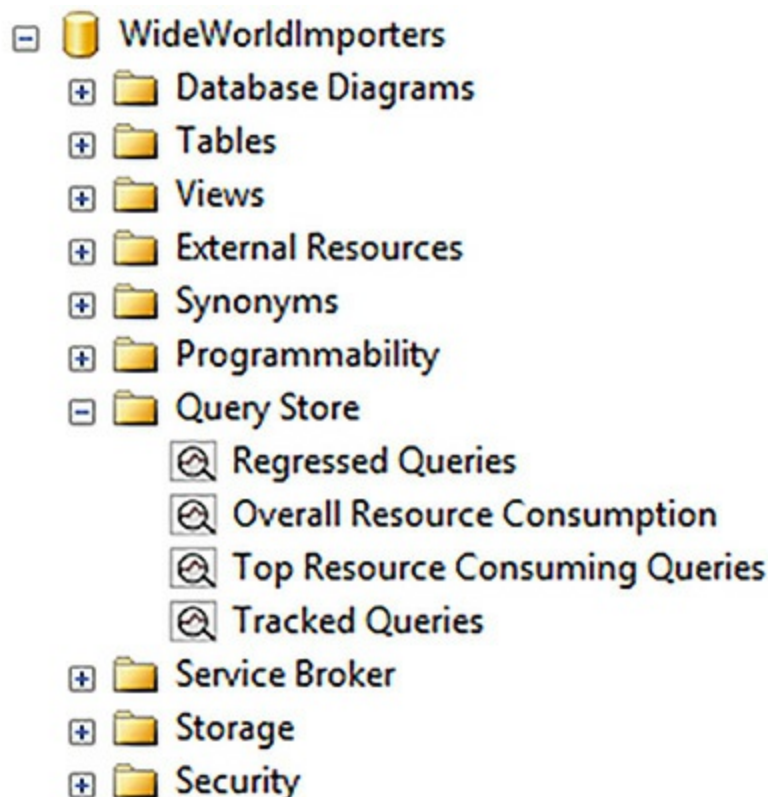 WideWorldImporters
Database Diagrams
Tables
Views
External Resources
Synonyms
Programmability
Query Store
Regressed Queries
Overall Resource Consumption
Top Resource Consuming Queries
Tracked Queries
Service Broker
Storage
Security